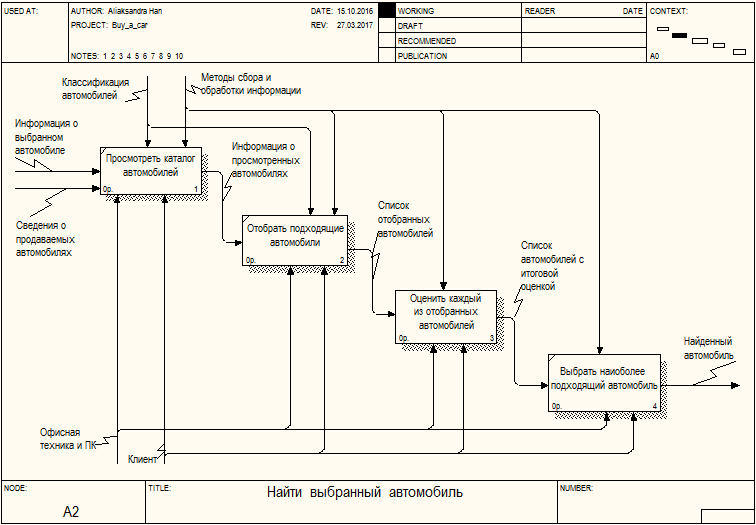 USED AT:
AUTHOR: Aliaksandra Han
DATE: 15.10.2016
WORKING
READER
DATE
CONTEXT:
PROJECT: Buy_a_car
REV: 27.03.2017
DRAFT
RECOMMENDED
NOTES: 1 2 3 4 5 6 7 8 9 10
PUBLICATION
A0
Классификация
автомобилей
Методы сбора и
обработки информации
Информация о
выбранном
автомобиле
Просмотреть каталог
автомобилей
0р.
1
Информация о
просмотренных
автомобилях
Сведения о
продаваемых
автомобилях
Отобрать подходящие
автомобили
0р.
2
Список
отобранных
автомобилей
Список
автомобилей с
итоговой
оценкой
Оценить каждый
из отобранных
автомобилей
0р.
3
Найденный
автомобиль
Выбрать наиболее
подходящий автомобиль
0р.
4
Офисная
техника и ПК
Клиент
NODE:
A2
TITLE:
Найти выбранный автомобиль
NUMBER: